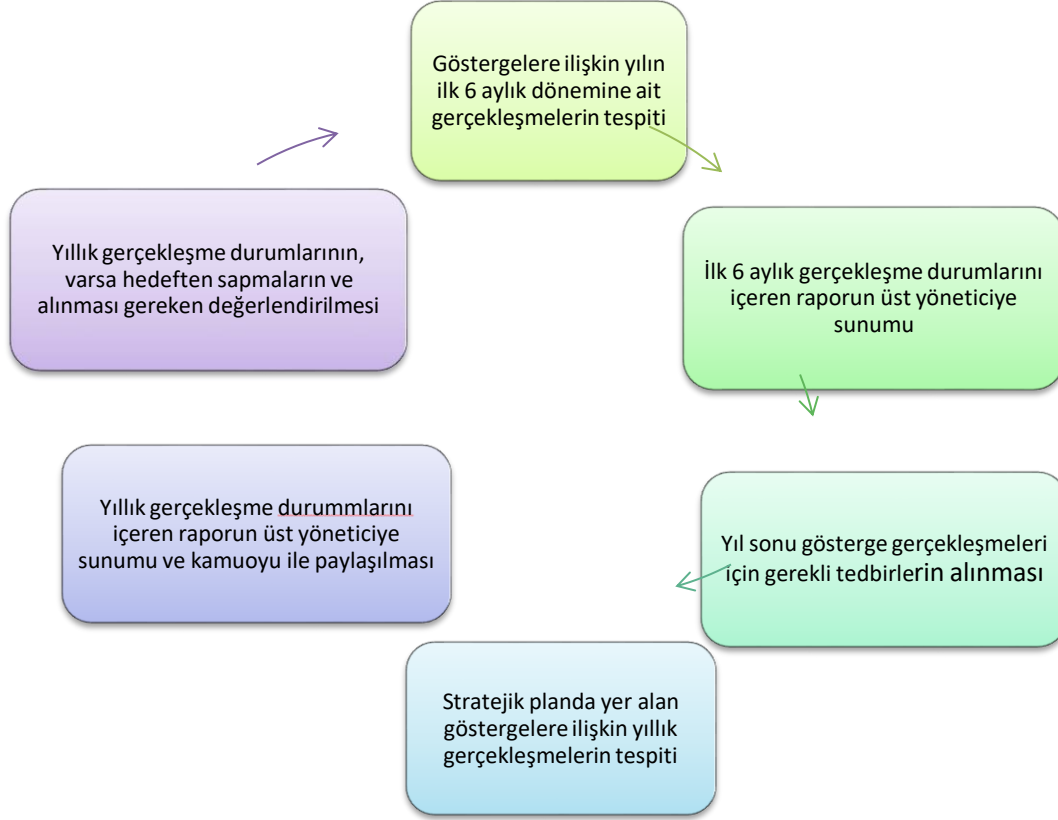 Göstergelere ilişkin yılın
ilk 6 aylık dönemine ait
gerçekleşmelerin tespiti
İlk 6 aylık gerçekleşme durumlarını
içeren raporun üst yöneticiye
sunumu
Yıl sonu gösterge gerçekleşmeleri
için gerekli tedbirlerin alınması
Stratejik planda yer alan
göstergelere ilişkin yıllık
gerçekleşmelerin tespiti
Yıllık gerçekleşme durummlarını
içeren raporun üst yöneticiye
sunumu ve kamuoyu ile paylaşılması
Yıllık gerçekleşme durumlarının,
varsa hedeften sapmaların ve
alınması gereken değerlendirilmesi